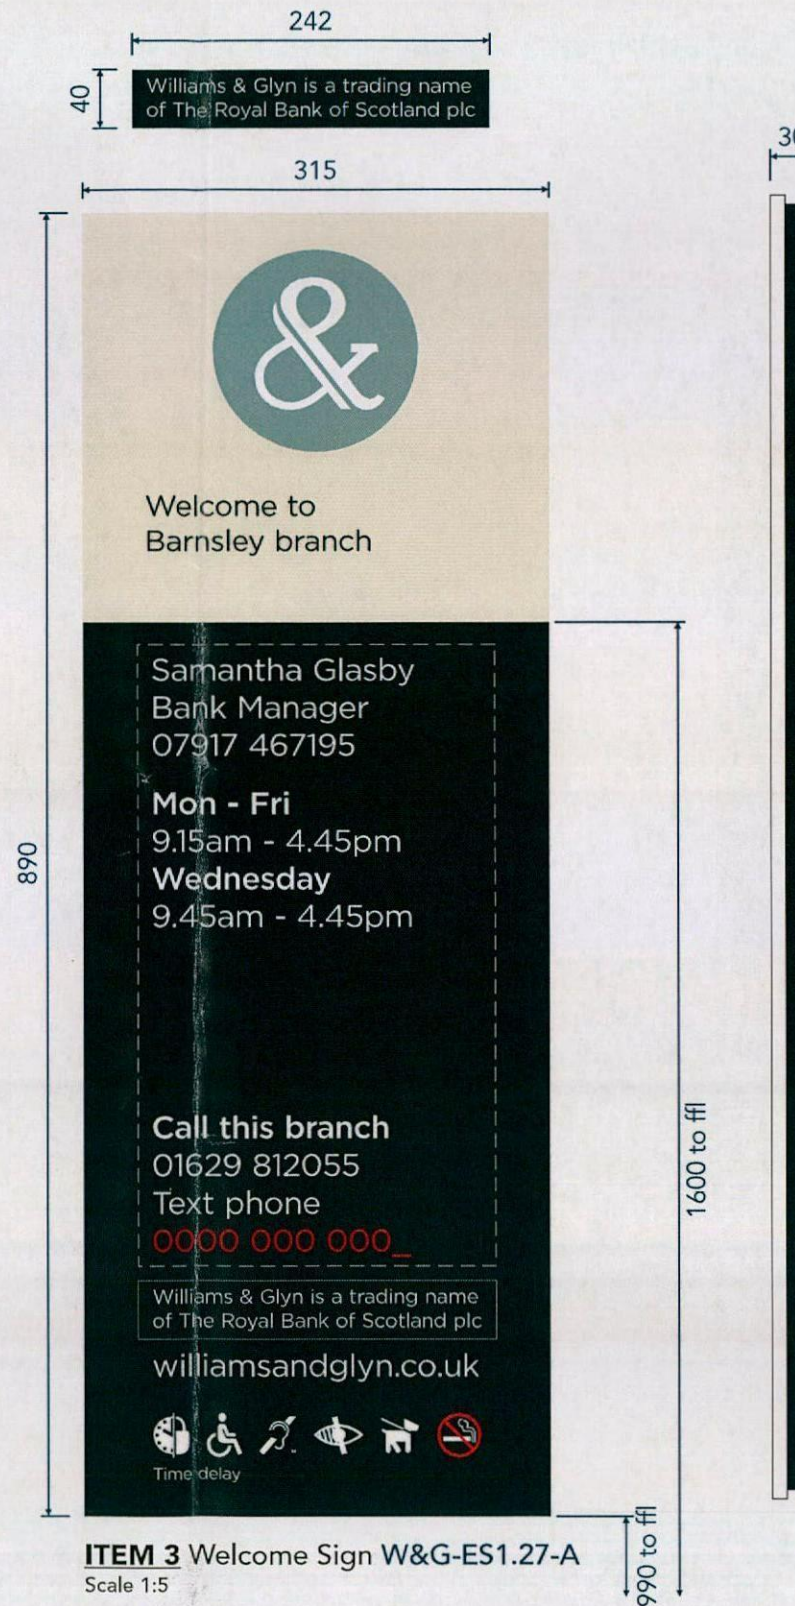 242
40
Williams & Glyn is a trading name
of The Royal Bank of Scotland plc
315
&
Welcome to
Barnsley branch
890
Samantha Glasby
Bank Manager
07917 467195
Mon - Fri
9.15am - 4.45pm
Wednesday
9.45am - 4.45pm
Call this branch
01629 812055
Text phone
0000 000 000_
Williams & Glyn is a trading name
of The Royal Bank of Scotland plc
williamsandglyn.co.uk
Time delay
1600 to ffl
990 to ffl
ITEM 3 Welcome Sign W&G-ES1.27-A
Scale 1:5